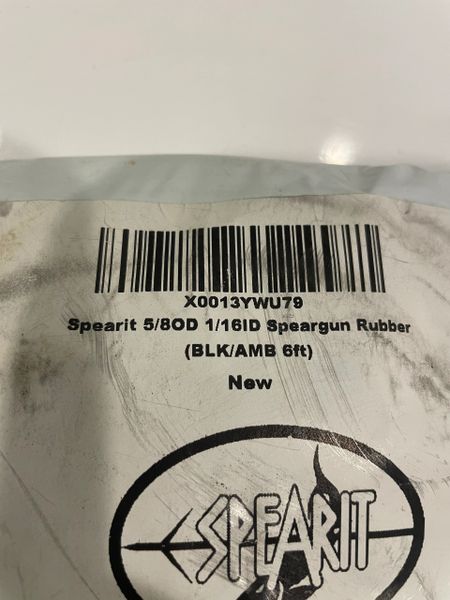 X0013YWU79
Spearit 5/8OD 1/16ID Speargun Rubber
(BLK/AMB 6ft)
New
SPEARIT